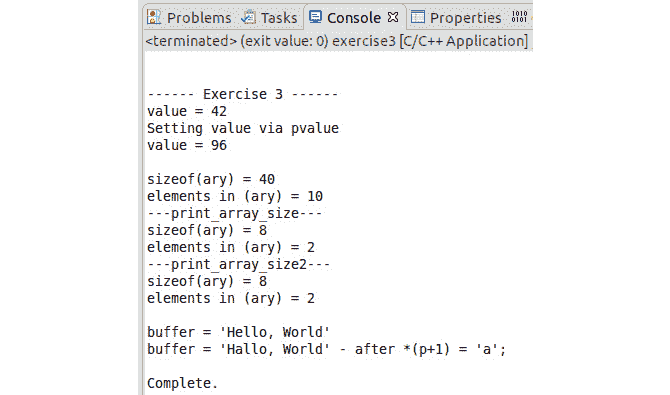 Problems Tasks Console Properties
<terminated> (exit value: 0) exercise3 [C/C++ Application]
------ Exercise 3 ------
value = 42
Setting value via pvalue
value = 96
sizeof(ary) = 40
elements in (ary) = 10
---print_array_size---
sizeof(ary) = 8
elements in (ary) = 2
---print_array_size2---
sizeof(ary) = 8
elements in (ary) = 2
buffer = 'Hello, World'
buffer = 'Hallo, World' - after *(p+1) = 'a';
Complete.